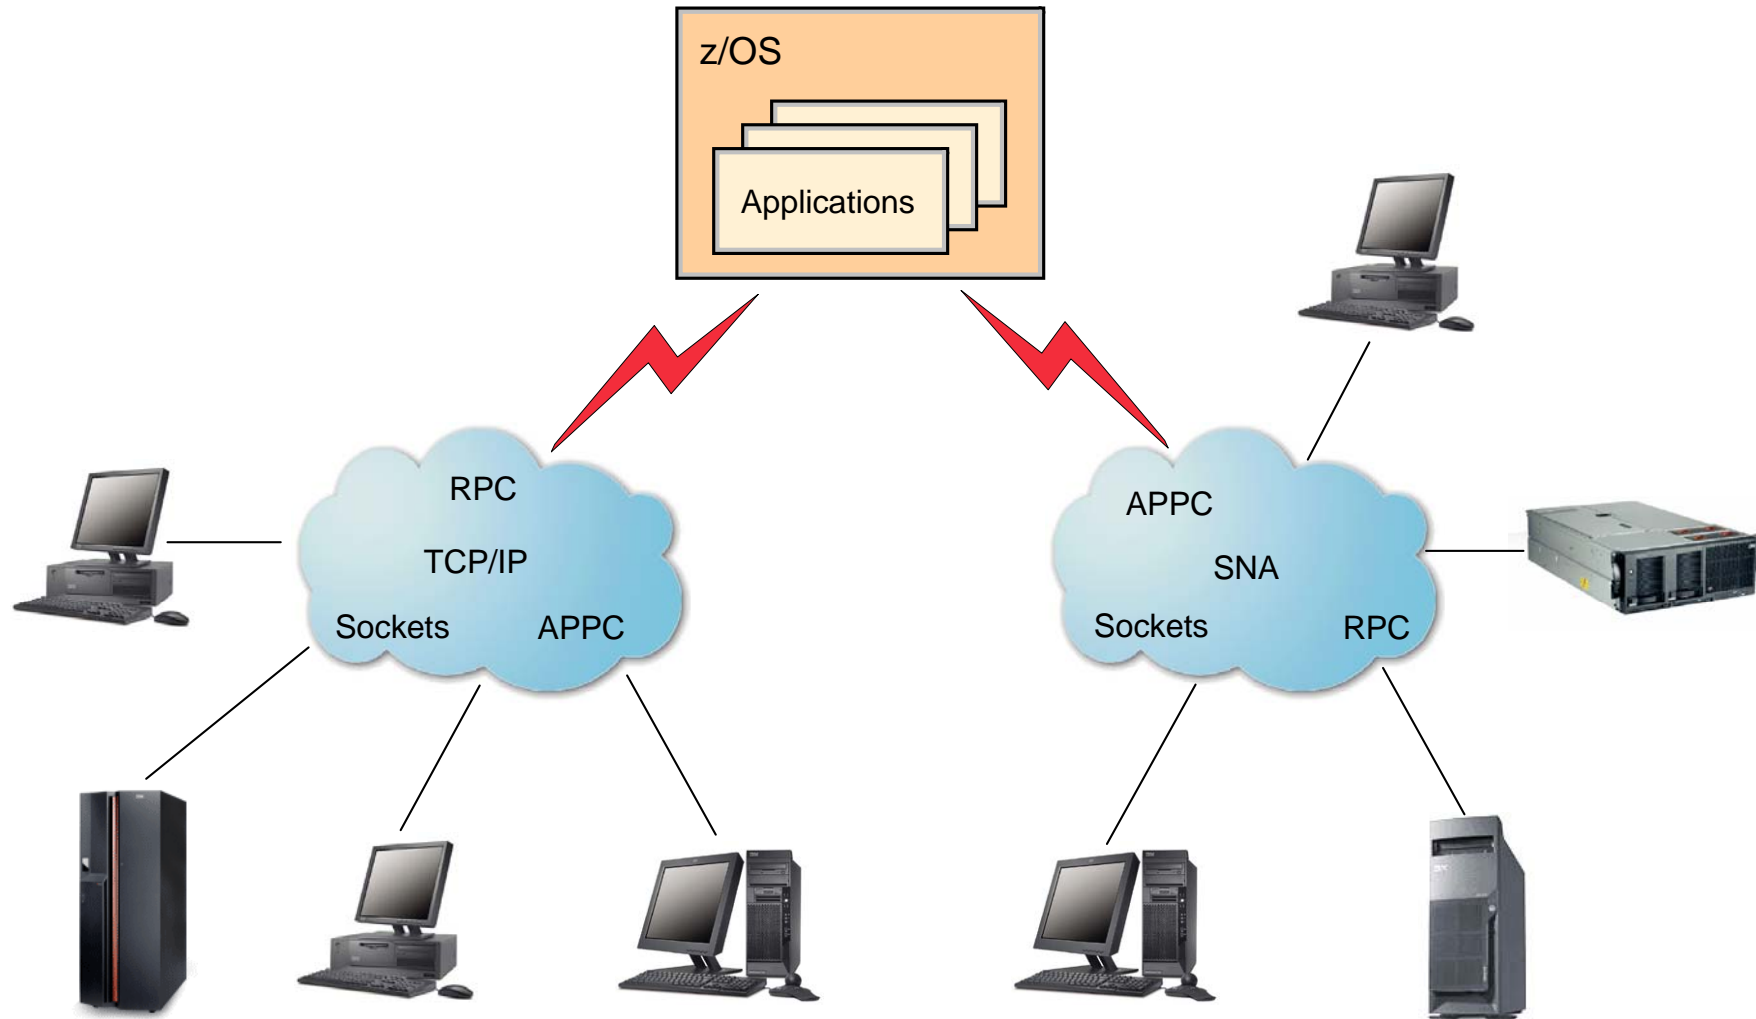 z/OS
Applications
RPC
TCP/IP
Sockets
APPC
APPC
SNA
Sockets
RPC